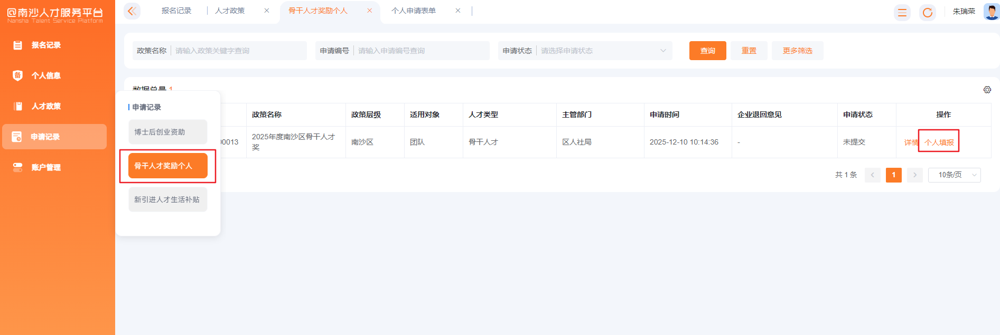 @南沙人才服务平台
Nansha Talent Service Platform
报名记录
个人信息
人才政策
申请记录
账户管理
报名记录 人才政策 骨干人才奖励个人 个人申请表单
朱瑞荣
政策名称 请输入政策关键字查询 申请编号 请输入申请编号查询 申请状态 请选择申请状态 查询 重置 更多筛选
数据总量 1
申请记录
博士后创业资助
骨干人才奖励个人
新引进人才生活补贴
政策名称 政策层级 适用对象 人才类型 主管部门 申请时间 企业退回意见 申请状态 操作
0013 2025年度南沙区骨干人才奖 南沙区 团队 骨干人才 区人社局 2025-12-10 10:14:36 - 未提交 详情 个人填报
共 1 条 1 10条/页